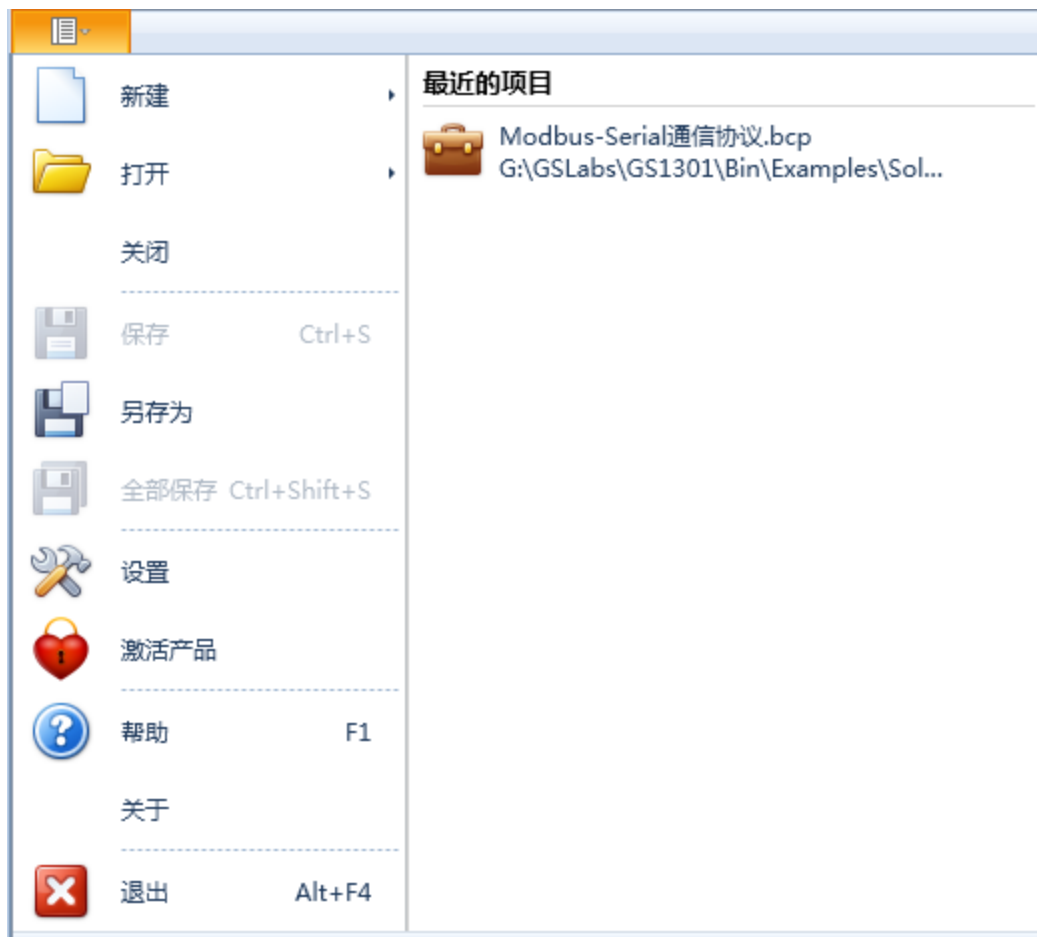 新建
打开
关闭
保存 Ctrl+S
另存为
全部保存 Ctrl+Shift+S
设置
激活产品
帮助 F1
关于
退出 Alt+F4
最近的项目
Modbus-Serial通信协议.bcp
G:\GSLabs\GS1301\Bin\Examples\Sol...